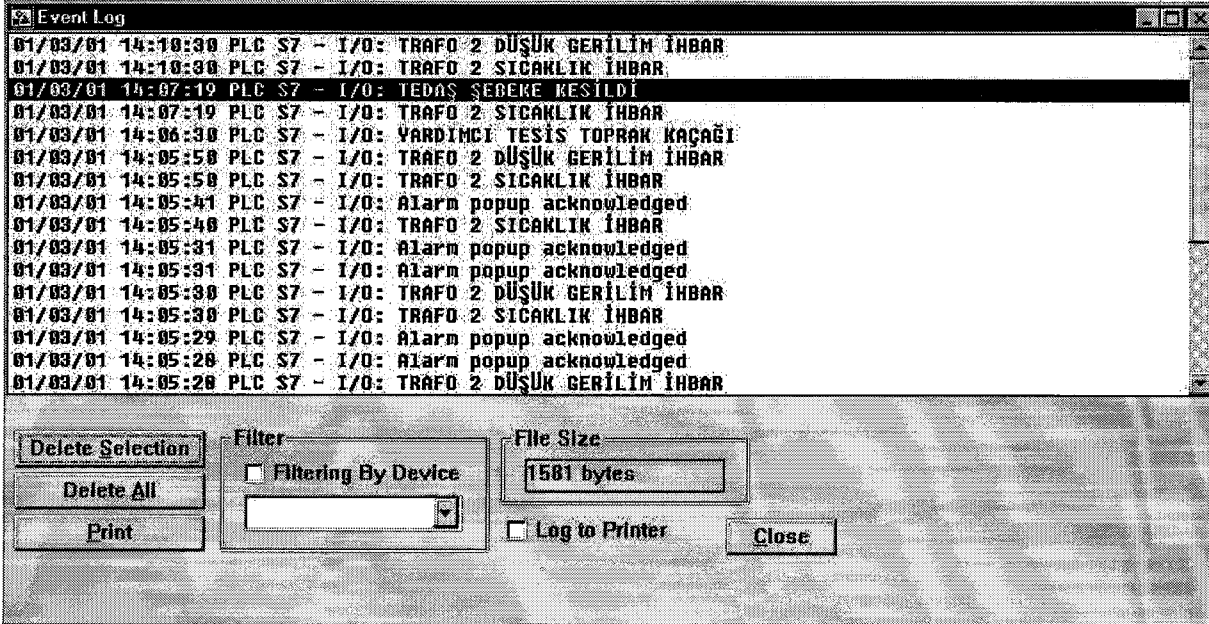 Event Log
01/03/01 14:10:30 PLC S7 - I/O: TRAFO 2 DÜŞÜK GERİLİM İHBAR
01/03/01 14:10:30 PLC S7 - I/O: TRAFO 2 SICAKLIK İHBAR
01/03/01 14:07:19 PLC S7 - I/O: TEDAŞ ŞEBEKE KESİLDİ
01/03/01 14:07:19 PLC S7 - I/O: TRAFO 2 SICAKLIK İHBAR
01/03/01 14:06:30 PLC S7 - I/O: YARDIMCI TESİS TOPRAK KAÇAĞI
01/03/01 14:05:50 PLC S7 - I/O: TRAFO 2 DÜŞÜK GERİLİM İHBAR
01/03/01 14:05:50 PLC S7 - I/O: TRAFO 2 SICAKLIK İHBAR
01/03/01 14:05:41 PLC S7 - I/O: Alarm popup acknowledged
01/03/01 14:05:40 PLC S7 - I/O: TRAFO 2 SICAKLIK İHBAR
01/03/01 14:05:31 PLC S7 - I/O: Alarm popup acknowledged
01/03/01 14:05:31 PLC S7 - I/O: Alarm popup acknowledged
01/03/01 14:05:30 PLC S7 - I/O: TRAFO 2 DÜŞÜK GERİLİM İHBAR
01/03/01 14:05:30 PLC S7 - I/O: TRAFO 2 SICAKLIK İHBAR
01/03/01 14:05:29 PLC S7 - I/O: Alarm popup acknowledged
01/03/01 14:05:28 PLC S7 - I/O: Alarm popup acknowledged
01/03/01 14:05:28 PLC S7 - I/O: TRAFO 2 DÜŞÜK GERİLİM İHBAR
Delete Selection
Delete All
Print
Filter
Filtering By Device
File Size
1581 bytes
Log to Printer
Close